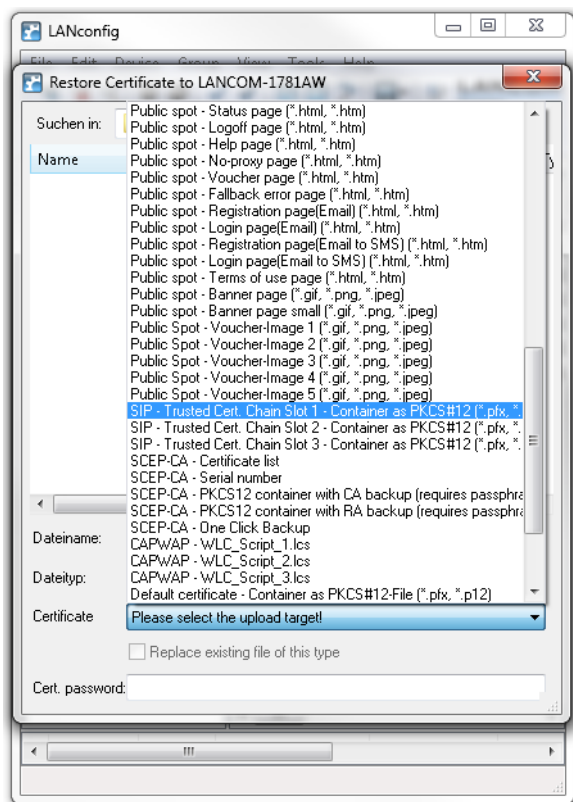 LANconfig
File Edit Device Group View Tools Help
Restore Certificate to LANCOM-1781AW
Suchen in:
Name
Public spot - Status page (*.html, *.htm)
Public spot - Logoff page (*.html, *.htm)
Public spot - Help page (*.html, *.htm)
Public spot - No-proxy page (*.html, *.htm)
Public spot - Voucher page (*.html, *.htm)
Public spot - Fallback error page (*.html, *.htm)
Public spot - Registration page(Email) (*.html, *.htm)
Public spot - Login page(Email) (*.html, *.htm)
Public spot - Registration page(Email to SMS) (*.html, *.htm)
Public spot - Login page(Email to SMS) (*.html, *.htm)
Public spot - Terms of use page (*.html, *.htm)
Public spot - Banner page (*.gif, *.png, *.jpeg)
Public spot - Banner page small (*.gif, *.png, *.jpeg)
Public Spot - Voucher-Image 1 (*.gif, *.png, *.jpeg)
Public Spot - Voucher-Image 2 (*.gif, *.png, *.jpeg)
Public Spot - Voucher-Image 3 (*.gif, *.png, *.jpeg)
Public Spot - Voucher-Image 4 (*.gif, *.png, *.jpeg)
Public Spot - Voucher-Image 5 (*.gif, *.png, *.jpeg)
SIP - Trusted Cert. Chain Slot 1 - Container as PKCS#12 (*.pfx, *.
SIP - Trusted Cert. Chain Slot 2 - Container as PKCS#12 (*.pfx, *.
SIP - Trusted Cert. Chain Slot 3 - Container as PKCS#12 (*.pfx, *.
SCEP-CA - Certificate list
SCEP-CA - Serial number
SCEP-CA - PKCS12 container with CA backup (requires passphra
SCEP-CA - PKCS12 container with RA backup (requires passphra
SCEP-CA - One Click Backup
CAPWAP - WLC_Script_1.lcs
CAPWAP - WLC_Script_2.lcs
CAPWAP - WLC_Script_3.lcs
Default certificate - Container as PKCS#12-File (*.pfx, *.p12)
Dateiname:
Dateityp:
Certificate Please select the upload target!
Replace existing file of this type
Cert. password: